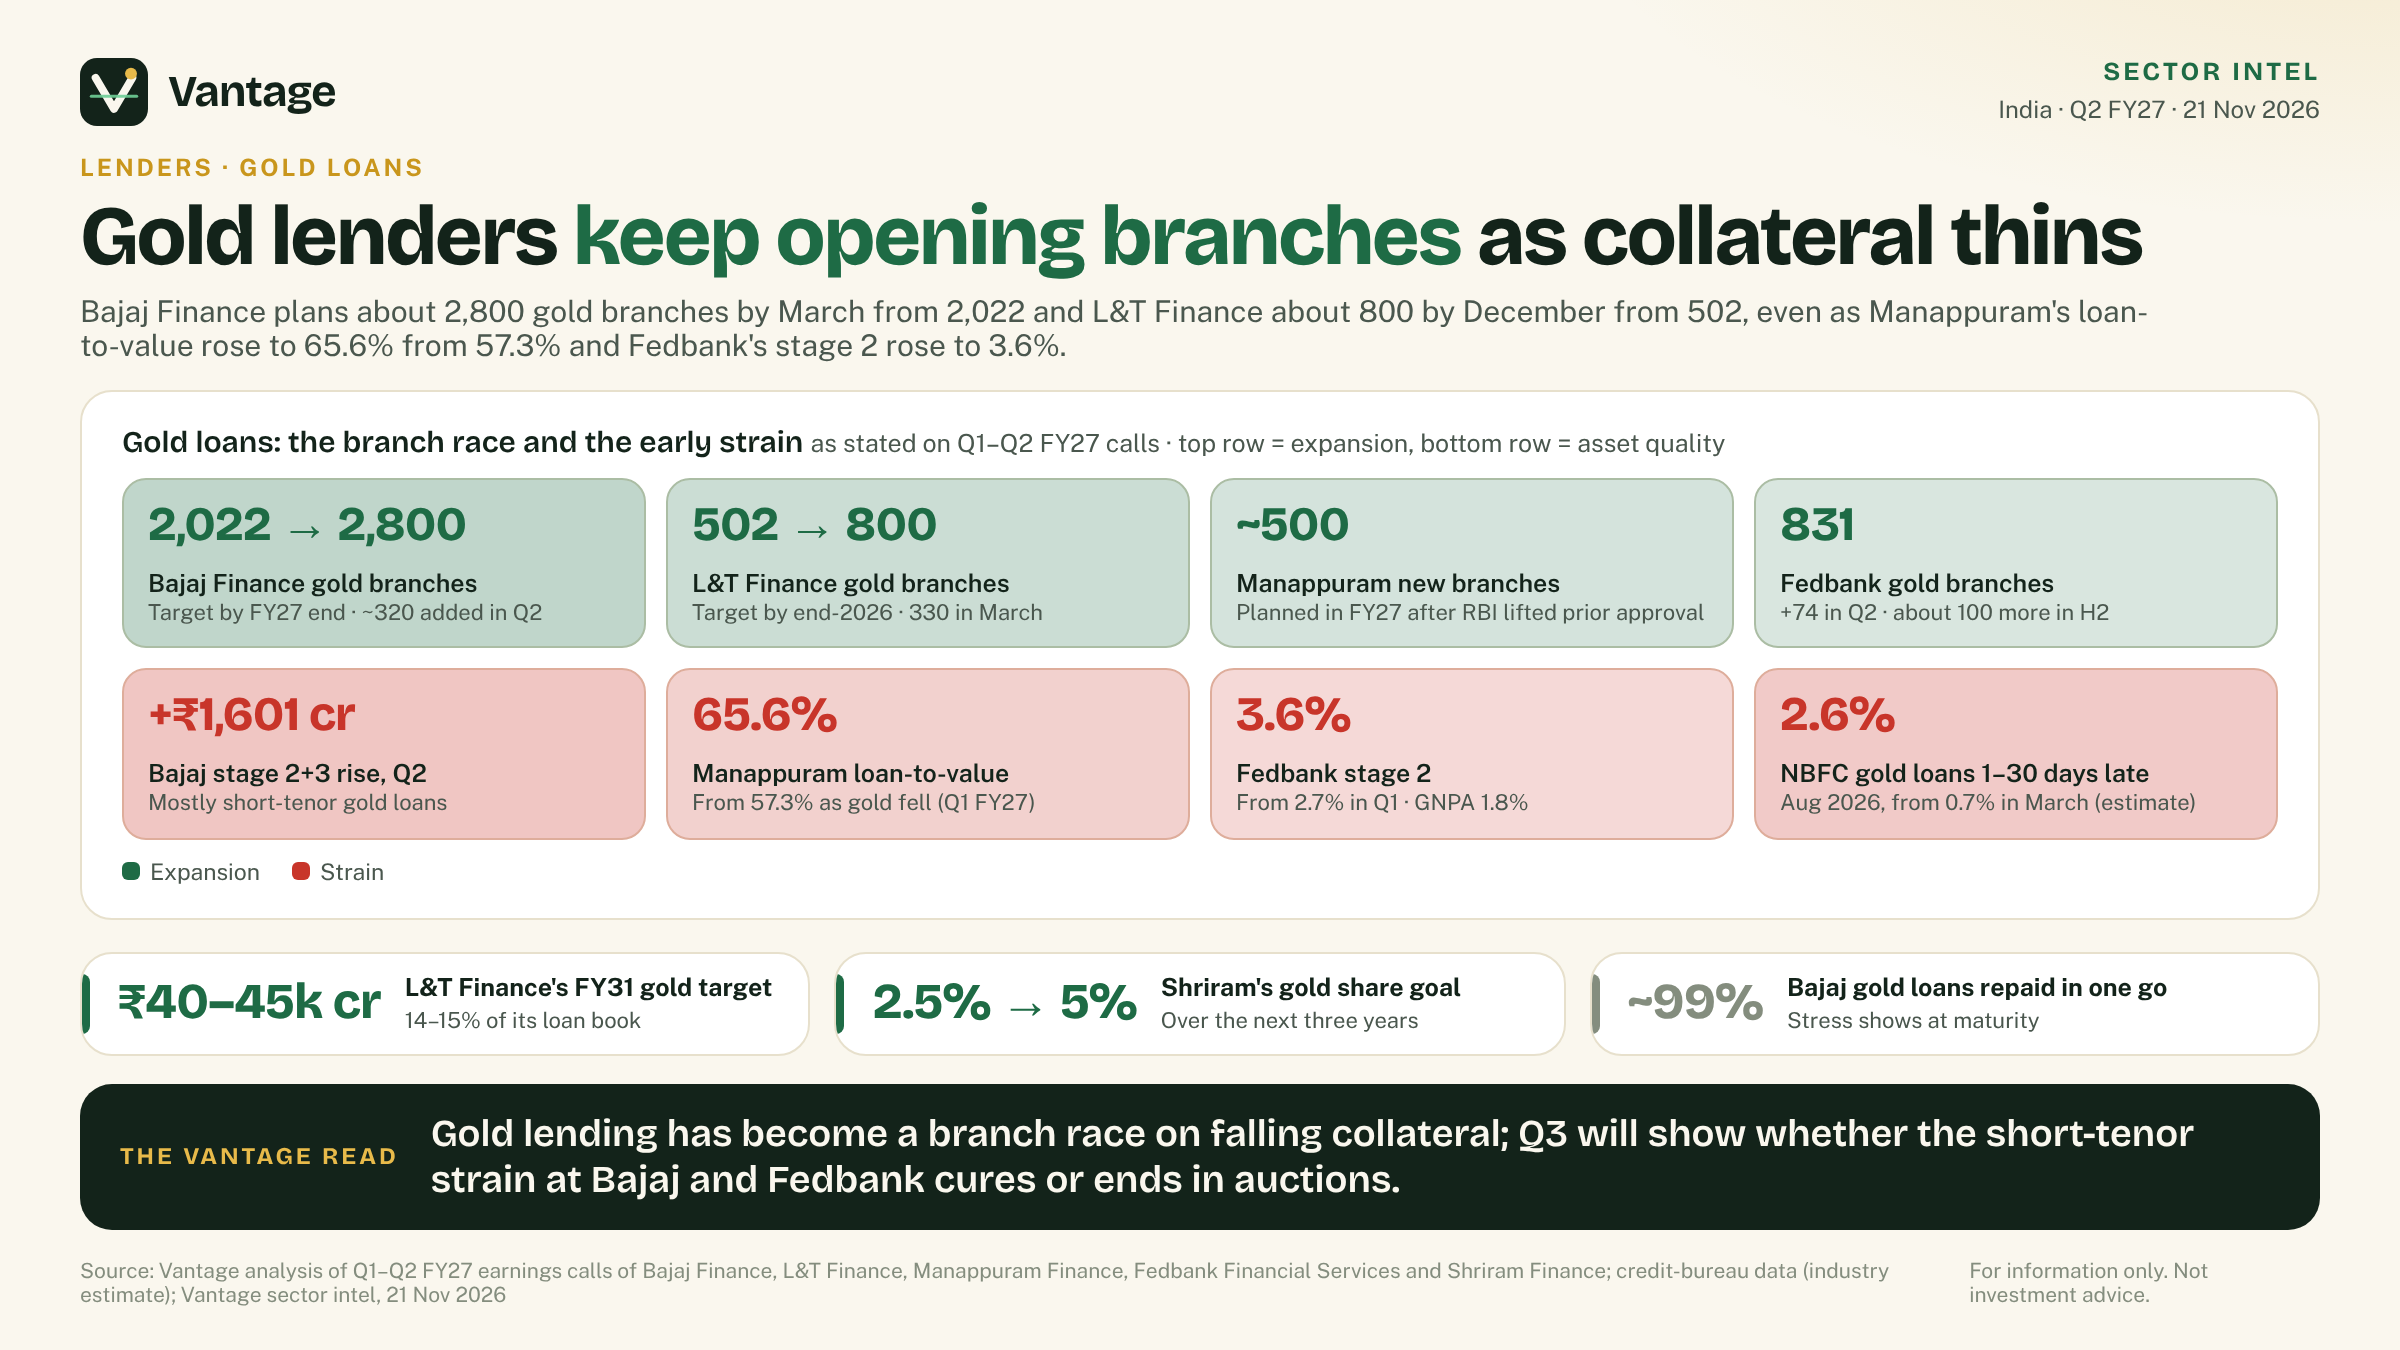 Vantage
SECTOR INTEL
India · Q2 FY27 · 21 Nov 2026
LENDERS · GOLD LOANS
Gold lenders keep opening branches as collateral thins
Bajaj Finance plans about 2,800 gold branches by March from 2,022 and L&T Finance about 800 by December from 502, even as Manappuram's loan-
to-value rose to 65.6% from 57.3% and Fedbank's stage 2 rose to 3.6%.
Gold loans: the branch race and the early strain as stated on Q1–Q2 FY27 calls · top row = expansion, bottom row = asset quality
2,022 → 2,800
Bajaj Finance gold branches
Target by FY27 end · ~320 added in Q2
502 → 800
L&T Finance gold branches
Target by end-2026 · 330 in March
~500
Manappuram new branches
Planned in FY27 after RBI lifted prior approval
831
Fedbank gold branches
+74 in Q2 · about 100 more in H2
+₹1,601 cr
Bajaj stage 2+3 rise, Q2
Mostly short-tenor gold loans
65.6%
Manappuram loan-to-value
From 57.3% as gold fell (Q1 FY27)
3.6%
Fedbank stage 2
From 2.7% in Q1 · GNPA 1.8%
2.6%
NBFC gold loans 1–30 days late
Aug 2026, from 0.7% in March (estimate)
Expansion
Strain
₹40–45k cr
L&T Finance's FY31 gold target
14–15% of its loan book
2.5% → 5%
Shriram's gold share goal
Over the next three years
~99%
Bajaj gold loans repaid in one go
Stress shows at maturity
THE VANTAGE READ
Gold lending has become a branch race on falling collateral; Q3 will show whether the short-tenor
strain at Bajaj and Fedbank cures or ends in auctions.
Source: Vantage analysis of Q1–Q2 FY27 earnings calls of Bajaj Finance, L&T Finance, Manappuram Finance, Fedbank Financial Services and Shriram Finance; credit-bureau data (industry
estimate); Vantage sector intel, 21 Nov 2026
For information only. Not
investment advice.